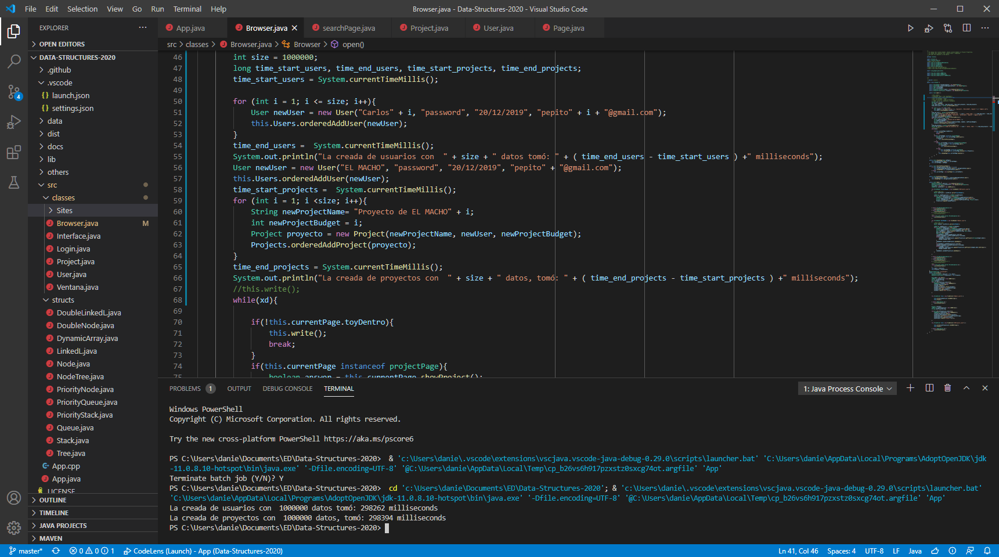 File Edit Selection View Go Run Terminal Help
Browser.java - Data-Structures-2020 - Visual Studio Code
EXPLORER
OPEN EDITORS
DATA-STRUCTURES-2020
.github
.vscode
launch.json
settings.json
data
dist
docs
lib
others
src
classes
Sites
Browser.java M
Interface.java
Login.java
Project.java
User.java
Ventana.java
structs
DoubleLinkedL.java
DoubleNode.java
DynamicArray.java
LinkedL.java
Node.java
NodeTree.java
PriorityNode.java
PriorityQueue.java
PriorityStack.java
Queue.java
Stack.java
Tree.java
App.cpp
App.java
LICENSE
OUTLINE
TIMELINE
JAVA PROJECTS
MAVEN
4
App.java Browser.java searchPage.java Project.java User.java Page.java
src > classes > Browser.java > Browser > open()
46 int size = 1000000;
47 long time_start_users, time_end_users, time_start_projects, time_end_projects;
48 time_start_users = System.currentTimeMillis();
49
50 for (int i = 1; i <= size; i++){
51 User newUser = new User("Carlos" + i, "password", "20/12/2019", "pepito" + i + "@gmail.com");
52 this.Users.orderedAddUser(newUser);
53 }
54 time_end_users =  System.currentTimeMillis();
55 System.out.println("La creada de usuarios con  " + size + " datos tomó: " + ( time_end_users - time_start_users ) +" milliseconds");
56 User newUser = new User("EL MACHO", "password", "20/12/2019", "pepito" + "@gmail.com");
57 this.Users.orderedAddUser(newUser);
58 time_start_projects =  System.currentTimeMillis();
59 for (int i = 1; i <size; i++){
60 String newProjectName= "Proyecto de EL MACHO" + i;
61 int newProjectBudget = i;
62 Project proyecto = new Project(newProjectName, newUser, newProjectBudget);
63 Projects.orderedAddProject(proyecto);
64 }
65 time_end_projects = System.currentTimeMillis();
66 System.out.println("La creada de proyectos con  " + size + " datos, tomó: " + ( time_end_projects - time_start_projects ) +" milliseconds");
67 //this.write();
68 while(xd){
69
70 if(!this.currentPage.toyDentro){
71 this.write();
72 break;
73 }
74 if(this.currentPage instanceof projectPage){
75 boolean answer = this.currentPage.showProject();
PROBLEMS 1 OUTPUT DEBUG CONSOLE TERMINAL
1: Java Process Console
Windows PowerShell
Copyright (C) Microsoft Corporation. All rights reserved.
Try the new cross-platform PowerShell https://aka.ms/pscore6
PS C:\Users\danie\Documents\ED\Data-Structures-2020>  & 'c:\Users\danie\.vscode\extensions\vscjava.vscode-java-debug-0.29.0\scripts\launcher.bat' 'C:\Users\danie\AppData\Local\Programs\AdoptOpenJDK\jdk
-11.0.8.10-hotspot\bin\java.exe' '-Dfile.encoding=UTF-8' '@C:\Users\danie\AppData\Local\Temp\cp_b26vs6h917pzxstz0sxcg74ot.argfile' 'App'
Terminate batch job (Y/N)? Y
PS C:\Users\danie\Documents\ED\Data-Structures-2020>  cd 'c:\Users\danie\Documents\ED\Data-Structures-2020'; & 'c:\Users\danie\.vscode\extensions\vscjava.vscode-java-debug-0.29.0\scripts\launcher.bat'
'C:\Users\danie\AppData\Local\Programs\AdoptOpenJDK\jdk-11.0.8.10-hotspot\bin\java.exe' '-Dfile.encoding=UTF-8' '@C:\Users\danie\AppData\Local\Temp\cp_b26vs6h917pzxstz0sxcg74ot.argfile' 'App'
La creada de usuarios con  1000000 datos tomó: 298262 milliseconds
La creada de proyectos con  1000000 datos, tomó: 298394 milliseconds
PS C:\Users\danie\Documents\ED\Data-Structures-2020>
master* 0 0 1 CodeLens (Launch) - App (Data-Structures-2020)
Ln 41, Col 46 Spaces: 4 UTF-8 LF Java